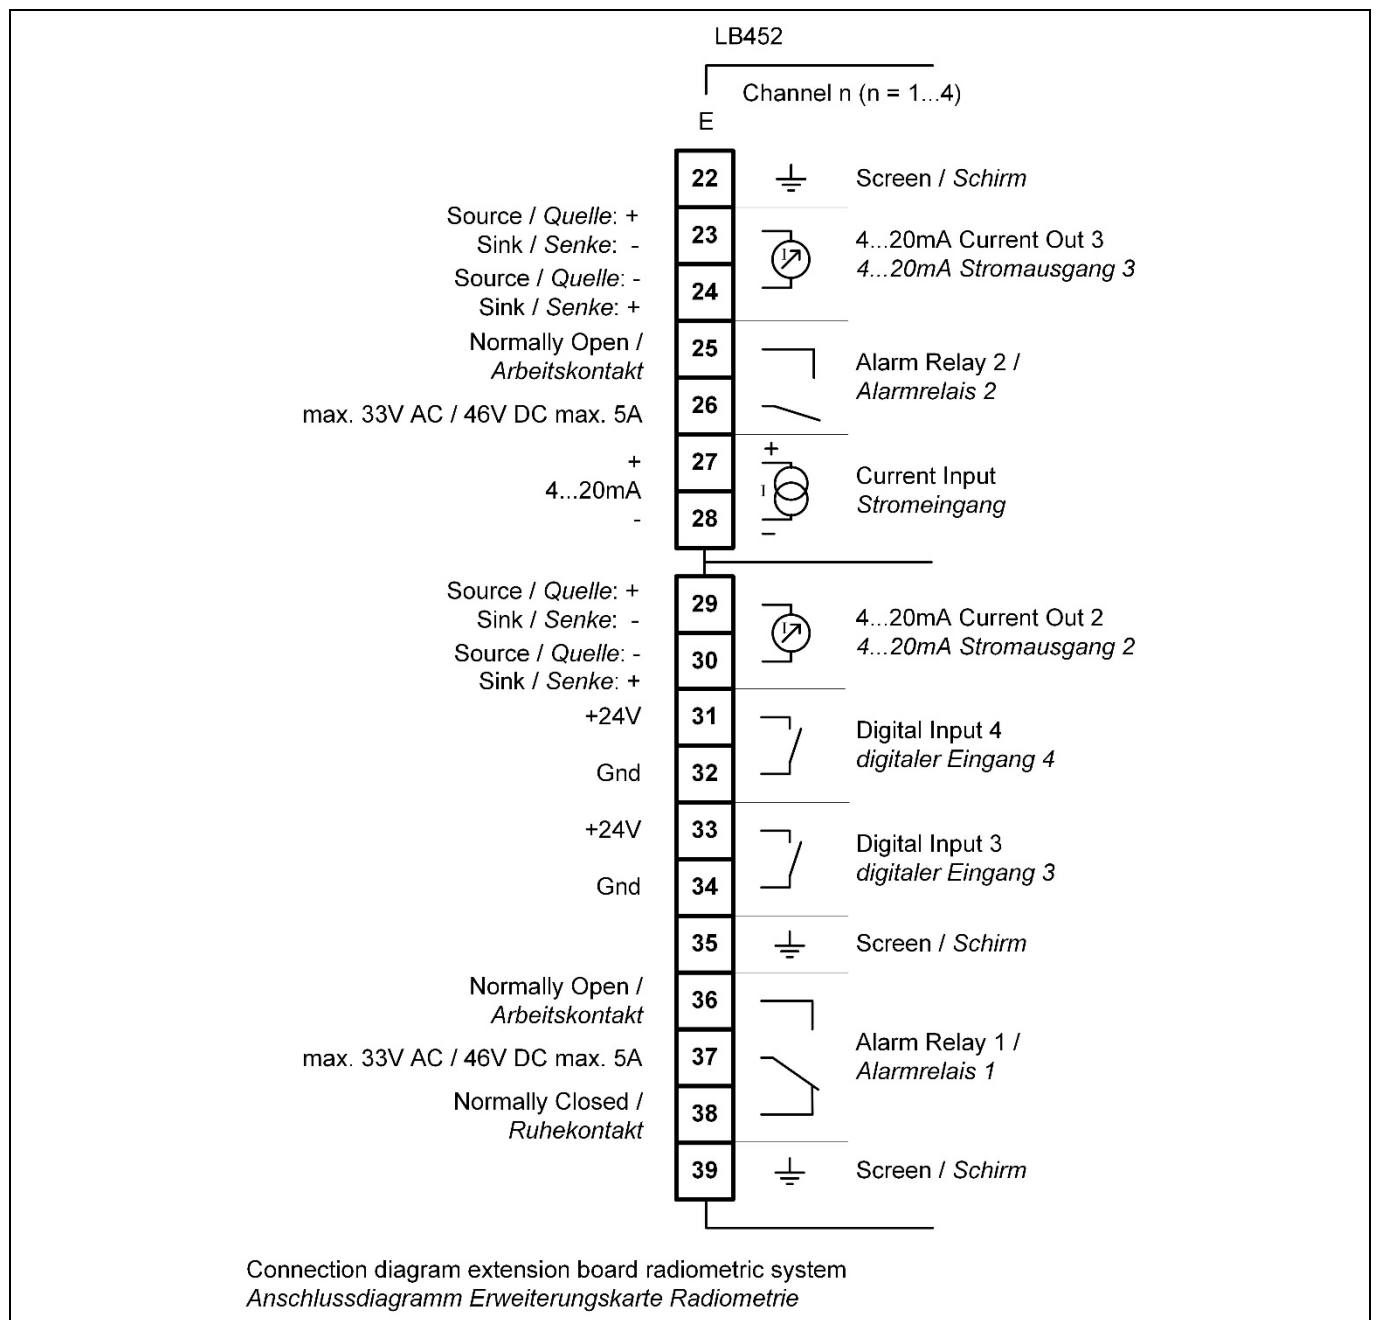 LB452
Channel n (n = 1...4)
E
22
Screen / Schirm
Source / Quelle: +
Sink / Senke: -
23
4...20mA Current Out 3
4...20mA Stromausgang 3
I
Source / Quelle: -
Sink / Senke: +
24
Normally Open /
Arbeitskontakt
25
Alarm Relay 2 /
Alarmrelais 2
max. 33V AC / 46V DC max. 5A
26
+
4...20mA
-
27
28
+
I
–
Current Input
Stromeingang
Source / Quelle: +
Sink / Senke: -
29
4...20mA Current Out 2
4...20mA Stromausgang 2
I
Source / Quelle: -
Sink / Senke: +
30
+24V
31
Digital Input 4
digitaler Eingang 4
Gnd
32
+24V
33
Digital Input 3
digitaler Eingang 3
Gnd
34
35
Screen / Schirm
Normally Open /
Arbeitskontakt
36
Alarm Relay 1 /
Alarmrelais 1
max. 33V AC / 46V DC max. 5A
37
Normally Closed /
Ruhekontakt
38
39
Screen / Schirm
Connection diagram extension board radiometric system
Anschlussdiagramm Erweiterungskarte Radiometrie